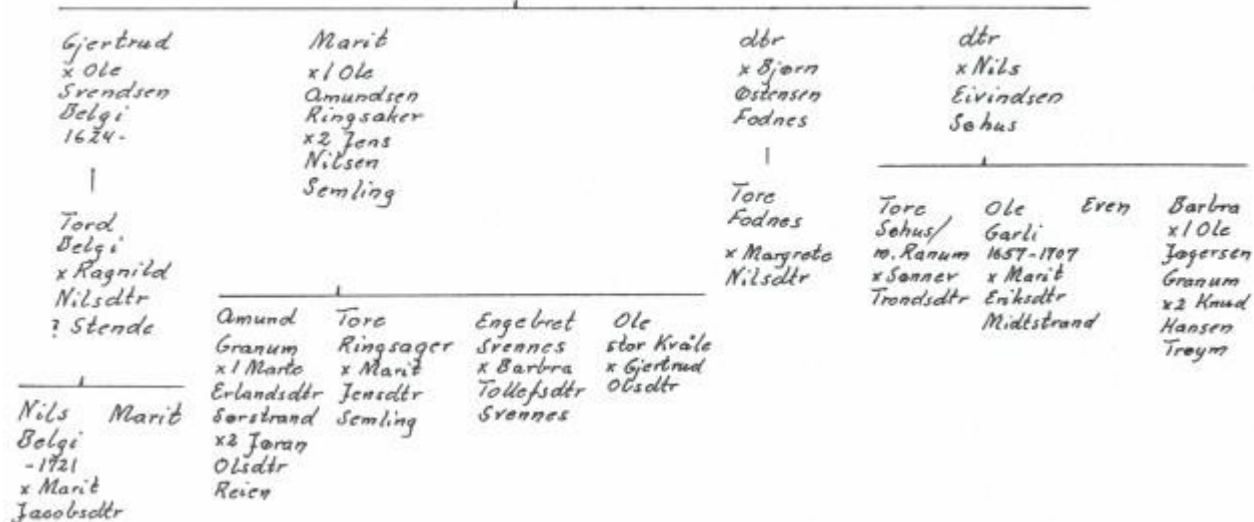 Gjertrud
x Ole
Svendsen
Belgi
1624-
Marit
x1 Ole
Amundsen
Ringsaker
x2 Jens
Nilsen
Semling
dtr
x Bjørn
Østensen
Fodnes
dtr
x Nils
Eivindsen
Søhus
Tord
Belgi
x Ragnild
Nilsdtr
? Stende
Tore
Fodnes
x Margrete
Nilsdtr
Tore
Søhus/
m. Ranum
x Sønnev
Trondsdtr
Ole
Garli
1657-1707
x Marit
Eriksdtr
Midtstrand
Even
Barbra
x1 Ole
Jøgersen
Granum
x2 Knud
Hansen
Trøym
Amund
Granum
x1 Marte
Erlandsdtr
Sørstrand
x2 Jøran
Olsdtr
Reien
Tore
Ringsager
x Marit
Jensdtr
Semling
Engebret
Svennes
x Barbra
Tollefsdtr
Svennes
Ole
stor Kvåle
x Gjertrud
Olsdtr
Nils
Belgi
-1721
x Marit
Jacobsdtr
Marit